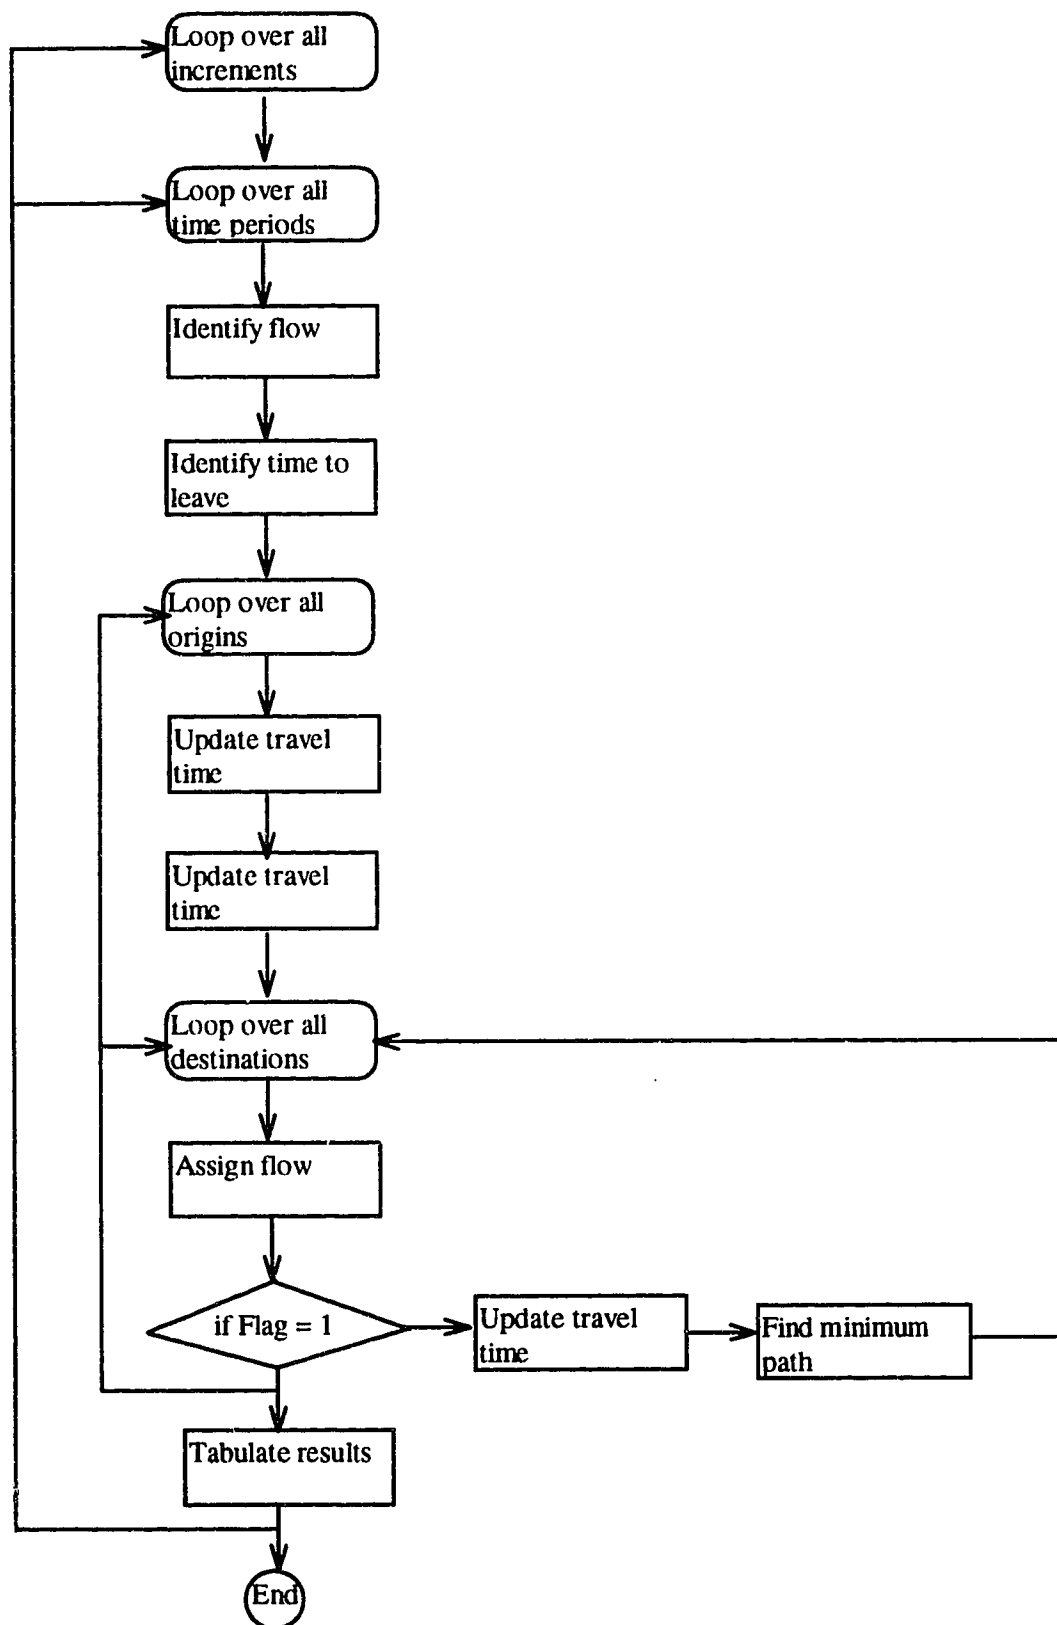 Loop over all
increments
Loop over all
time periods
Identify flow
Identify time to
leave
Loop over all
origins
Update travel
time
Update travel
time
Loop over all
destinations
Assign flow
if Flag = 1
Update travel
time
Find minimum
path
Tabulate results
End